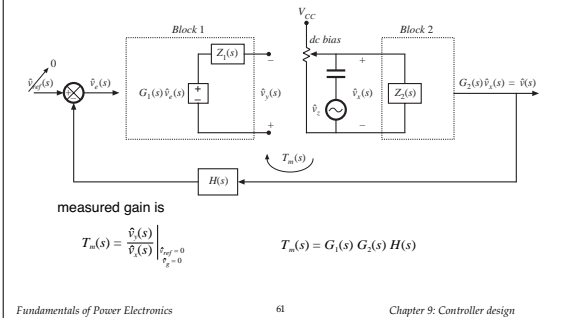 V_CC
Block 1
Block 2
dc bias
0
v̂_ref(s)
v̂_e(s)
G_1(s) v̂_e(s)
Z_1(s)
–
v̂_y(s)
+
v̂_z
+
v̂_x(s)
–
Z_2(s)
G_2(s) v̂_x(s) = v̂(s)
+
–
+
–
T_m(s)
H(s)
measured gain is
T_m(s) = v̂_y(s) / v̂_x(s) | v̂_ref = 0 v̂_g = 0
T_m(s) = G_1(s) G_2(s) H(s)
Fundamentals of Power Electronics
61
Chapter 9: Controller design